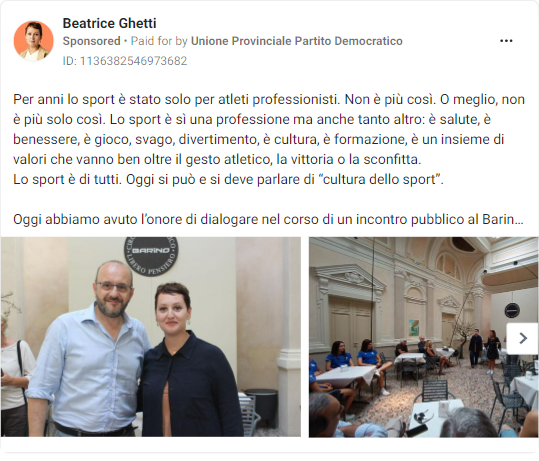 Beatrice Ghetti
Sponsored • Paid for by Unione Provinciale Partito Democratico
ID: 1136382546973682
Per anni lo sport è stato solo per atleti professionisti. Non è più così. O meglio, non
è più solo così. Lo sport è sì una professione ma anche tanto altro: è salute, è
benessere, è gioco, svago, divertimento, è cultura, è formazione, è un insieme di
valori che vanno ben oltre il gesto atletico, la vittoria o la sconfitta.
Lo sport è di tutti. Oggi si può e si deve parlare di “cultura dello sport”.
Oggi abbiamo avuto l’onore di dialogare nel corso di un incontro pubblico al Barin...
BARINO
LIBERO PENSIERO